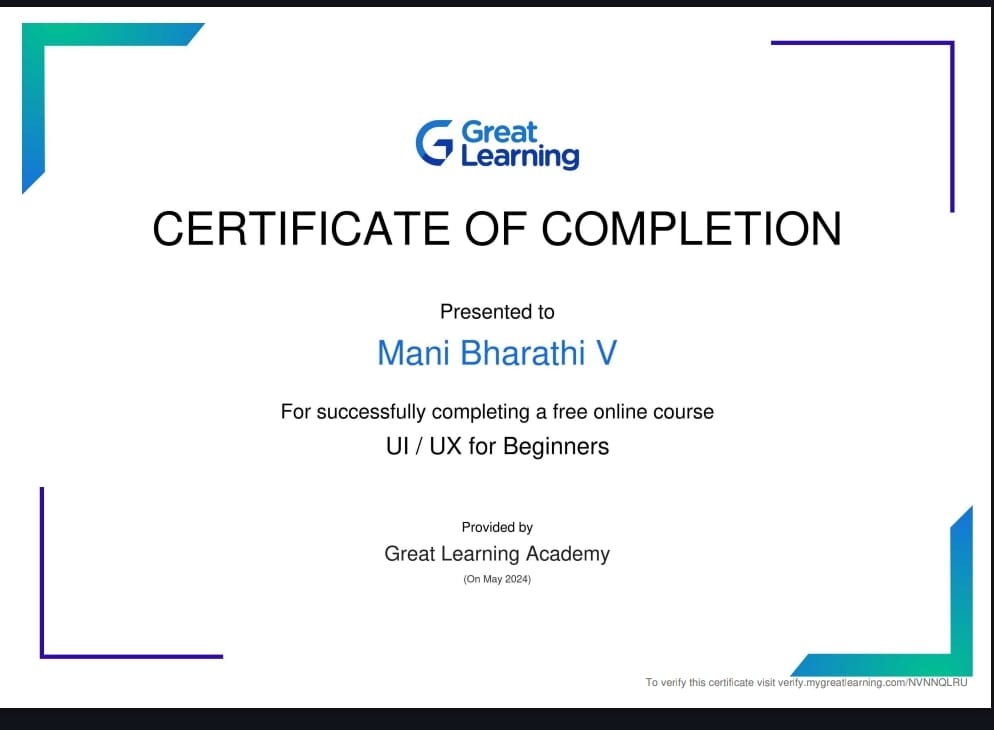 Great
Learning
CERTIFICATE OF COMPLETION
Presented to
Mani Bharathi V
For successfully completing a free online course
UI / UX for Beginners
Provided by
Great Learning Academy
(On May 2024)
To verify this certificate visit verify.mygreatlearning.com/NVNNQLRU